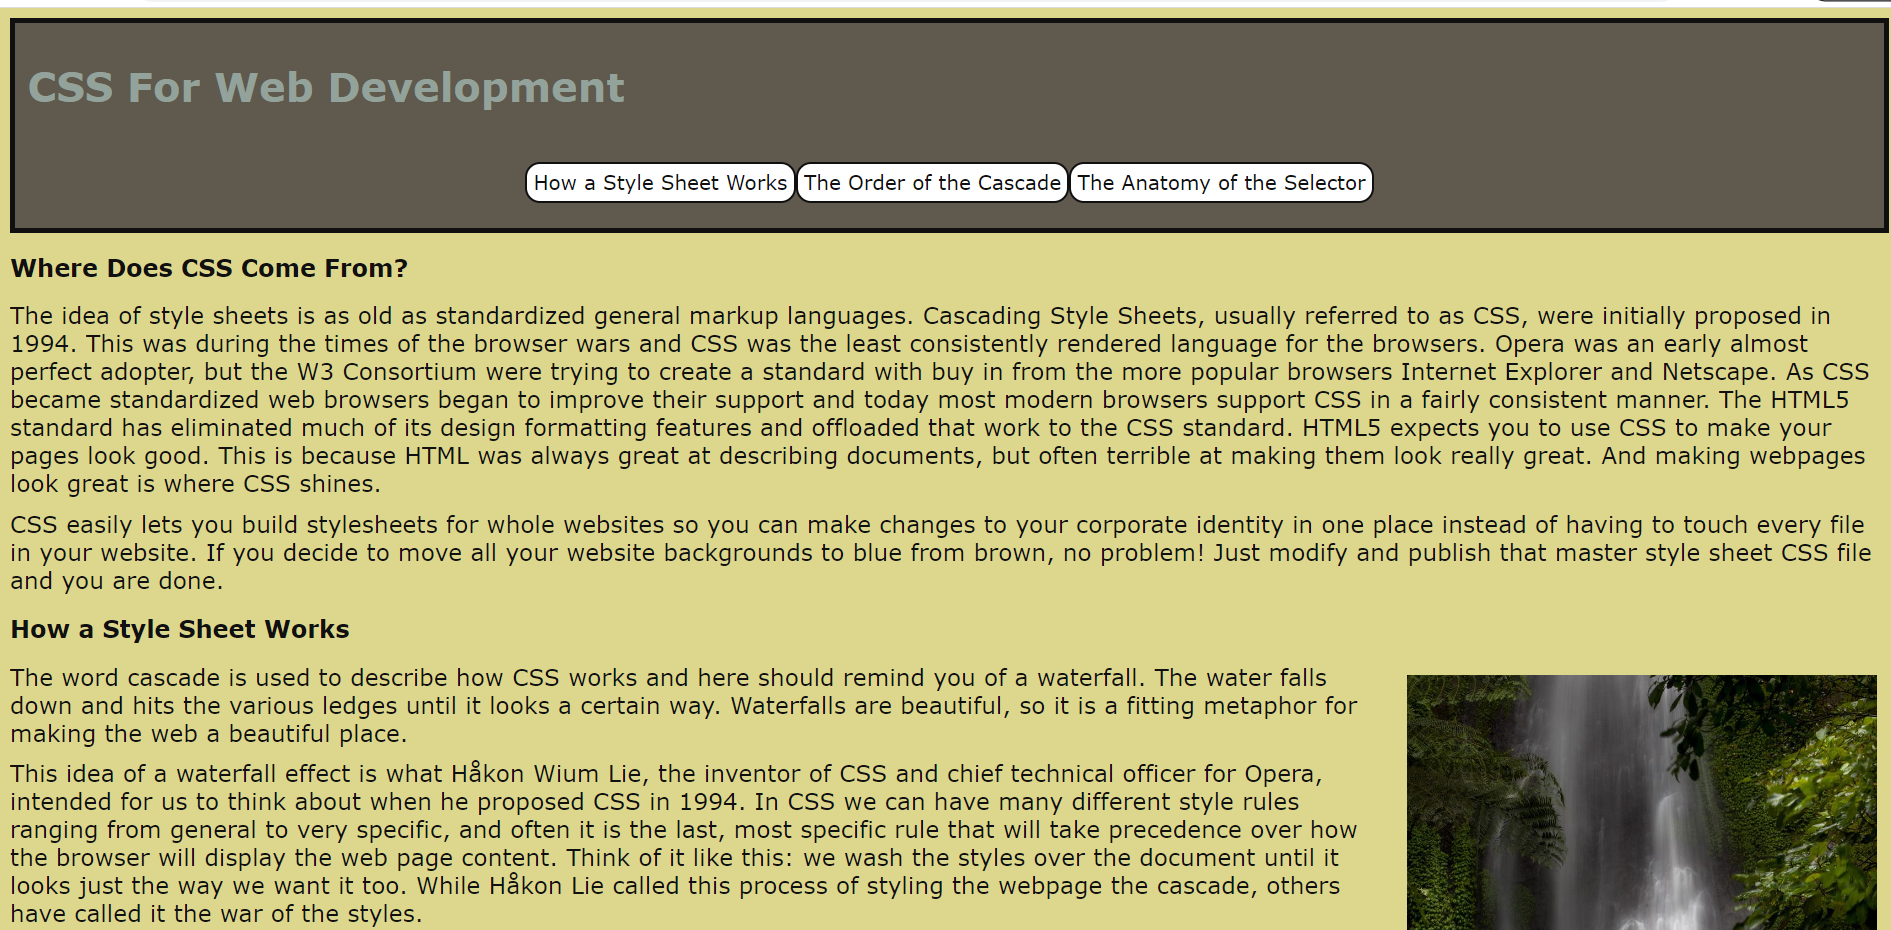 CSS For Web Development
How a Style Sheet Works The Order of the Cascade The Anatomy of the Selector
Where Does CSS Come From?
The idea of style sheets is as old as standardized general markup languages. Cascading Style Sheets, usually referred to as CSS, were initially proposed in
1994. This was during the times of the browser wars and CSS was the least consistently rendered language for the browsers. Opera was an early almost
perfect adopter, but the W3 Consortium were trying to create a standard with buy in from the more popular browsers Internet Explorer and Netscape. As CSS
became standardized web browsers began to improve their support and today most modern browsers support CSS in a fairly consistent manner. The HTML5
standard has eliminated much of its design formatting features and offloaded that work to the CSS standard. HTML5 expects you to use CSS to make your
pages look good. This is because HTML was always great at describing documents, but often terrible at making them look really great. And making webpages
look great is where CSS shines.
CSS easily lets you build stylesheets for whole websites so you can make changes to your corporate identity in one place instead of having to touch every file
in your website. If you decide to move all your website backgrounds to blue from brown, no problem! Just modify and publish that master style sheet CSS file
and you are done.
How a Style Sheet Works
The word cascade is used to describe how CSS works and here should remind you of a waterfall. The water falls
down and hits the various ledges until it looks a certain way. Waterfalls are beautiful, so it is a fitting metaphor for
making the web a beautiful place.
This idea of a waterfall effect is what Håkon Wium Lie, the inventor of CSS and chief technical officer for Opera,
intended for us to think about when he proposed CSS in 1994. In CSS we can have many different style rules
ranging from general to very specific, and often it is the last, most specific rule that will take precedence over how
the browser will display the web page content. Think of it like this: we wash the styles over the document until it
looks just the way we want it too. While Håkon Lie called this process of styling the webpage the cascade, others
have called it the war of the styles.